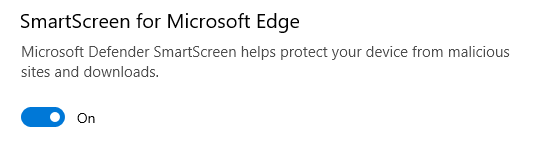 SmartScreen for Microsoft Edge
Microsoft Defender SmartScreen helps protect your device from malicious
sites and downloads.
On